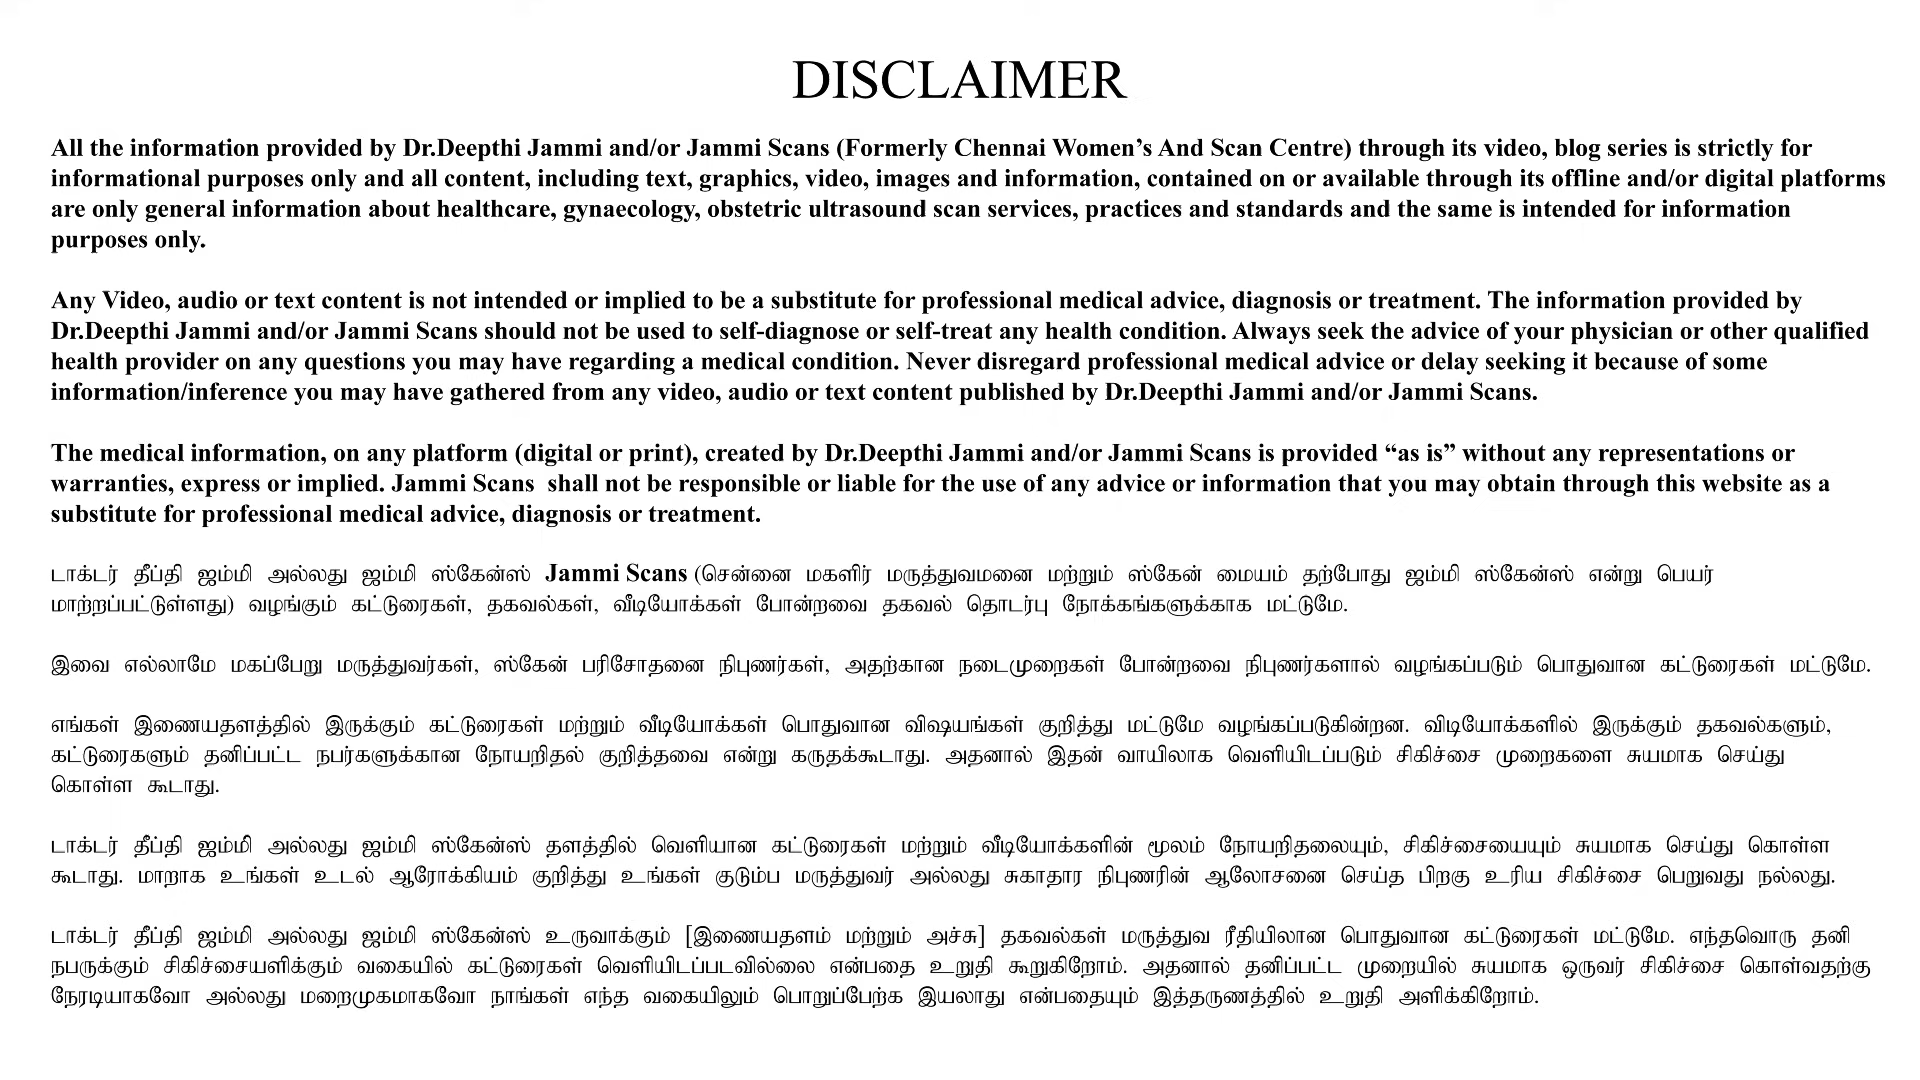 DISCLAIMER
All the information provided by Dr.Deepthi Jammi and/or Jammi Scans (Formerly Chennai Women’s And Scan Centre) through its video, blog series is strictly for
informational purposes only and all content, including text, graphics, video, images and information, contained on or available through its offline and/or digital platforms
are only general information about healthcare, gynaecology, obstetric ultrasound scan services, practices and standards and the same is intended for information
purposes only.
Any Video, audio or text content is not intended or implied to be a substitute for professional medical advice, diagnosis or treatment. The information provided by
Dr.Deepthi Jammi and/or Jammi Scans should not be used to self-diagnose or self-treat any health condition. Always seek the advice of your physician or other qualified
health provider on any questions you may have regarding a medical condition. Never disregard professional medical advice or delay seeking it because of some
information/inference you may have gathered from any video, audio or text content published by Dr.Deepthi Jammi and/or Jammi Scans.
The medical information, on any platform (digital or print), created by Dr.Deepthi Jammi and/or Jammi Scans is provided “as is” without any representations or
warranties, express or implied. Jammi Scans  shall not be responsible or liable for the use of any advice or information that you may obtain through this website as a
substitute for professional medical advice, diagnosis or treatment.
டாக்டர் தீப்தி ஜம்மி அல்லது ஜம்மி ஸ்கேன்ஸ் Jammi Scans (சென்னை மகளிர் மருத்துவமனை மற்றும் ஸ்கேன் மையம் தற்போது ஜம்மி ஸ்கேன்ஸ் என்று பெயர்
மாற்றப்பட்டுள்ளது) வழங்கும் கட்டுரைகள், தகவல்கள், வீடியோக்கள் போன்றவை தகவல் தொடர்பு நோக்கங்களுக்காக மட்டுமே.
இவை எல்லாமே மகப்பேறு மருத்துவர்கள், ஸ்கேன் பரிசோதனை நிபுணர்கள், அதற்கான நடைமுறைகள் போன்றவை நிபுணர்களால் வழங்கப்படும் பொதுவான கட்டுரைகள் மட்டுமே.
எங்கள் இணையதளத்தில் இருக்கும் கட்டுரைகள் மற்றும் வீடியோக்கள் பொதுவான விஷயங்கள் குறித்து மட்டுமே வழங்கப்படுகின்றன. விடியோக்களில் இருக்கும் தகவல்களும்,
கட்டுரைகளும் தனிப்பட்ட நபர்களுக்கான நோயறிதல் குறித்தவை என்று கருதக்கூடாது. அதனால் இதன் வாயிலாக வெளியிடப்படும் சிகிச்சை முறைகளை சுயமாக செய்து
கொள்ள கூடாது.
டாக்டர் தீப்தி ஜம்மி அல்லது ஜம்மி ஸ்கேன்ஸ் தளத்தில் வெளியான கட்டுரைகள் மற்றும் வீடியோக்களின் மூலம் நோயறிதலையும், சிகிச்சையையும் சுயமாக செய்து கொள்ள
கூடாது. மாறாக உங்கள் உடல் ஆரோக்கியம் குறித்து உங்கள் குடும்ப மருத்துவர் அல்லது சுகாதார நிபுணரின் ஆலோசனை செய்த பிறகு உரிய சிகிச்சை பெறுவது நல்லது.
டாக்டர் தீப்தி ஜம்மி அல்லது ஜம்மி ஸ்கேன்ஸ் உருவாக்கும் [இணையதளம் மற்றும் அச்சு] தகவல்கள் மருத்துவ ரீதியிலான பொதுவான கட்டுரைகள் மட்டுமே. எந்தவொரு தனி
நபருக்கும் சிகிச்சையளிக்கும் வகையில் கட்டுரைகள் வெளியிடப்படவில்லை என்பதை உறுதி கூறுகிறோம். அதனால் தனிப்பட்ட முறையில் சுயமாக ஒருவர் சிகிச்சை கொள்வதற்கு
நேரடியாகவோ அல்லது மறைமுகமாகவோ நாங்கள் எந்த வகையிலும் பொறுப்பேற்க இயலாது என்பதையும் இத்தருணத்தில் உறுதி அளிக்கிறோம்.